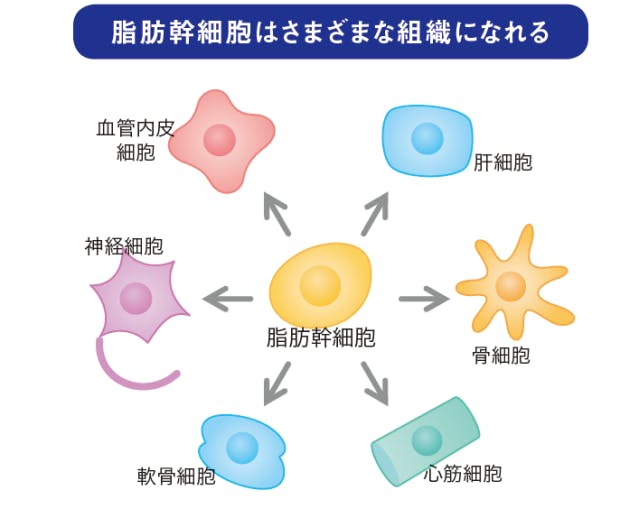 脂肪幹細胞はさまざまな組織になれる
血管内皮
細胞
肝細胞
神経細胞
脂肪幹細胞
骨細胞
軟骨細胞
心筋細胞